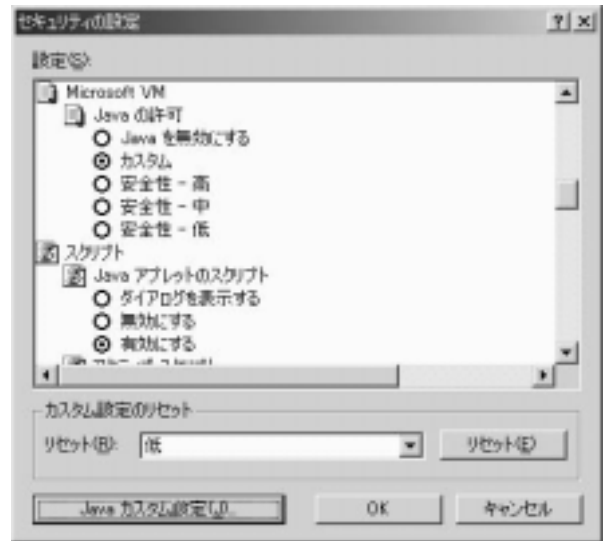 セキュリティの設定
設定(S):
Microsoft VM
Java の許可
Java を無効にする
カスタム
安全性 - 高
安全性 - 中
安全性 - 低
スクリプト
Java アプレットのスクリプト
ダイアログを表示する
無効にする
有効にする
カスタム設定のリセット
リセット(R): 低 リセット(E)
Java カスタム設定(J)... OK キャンセル